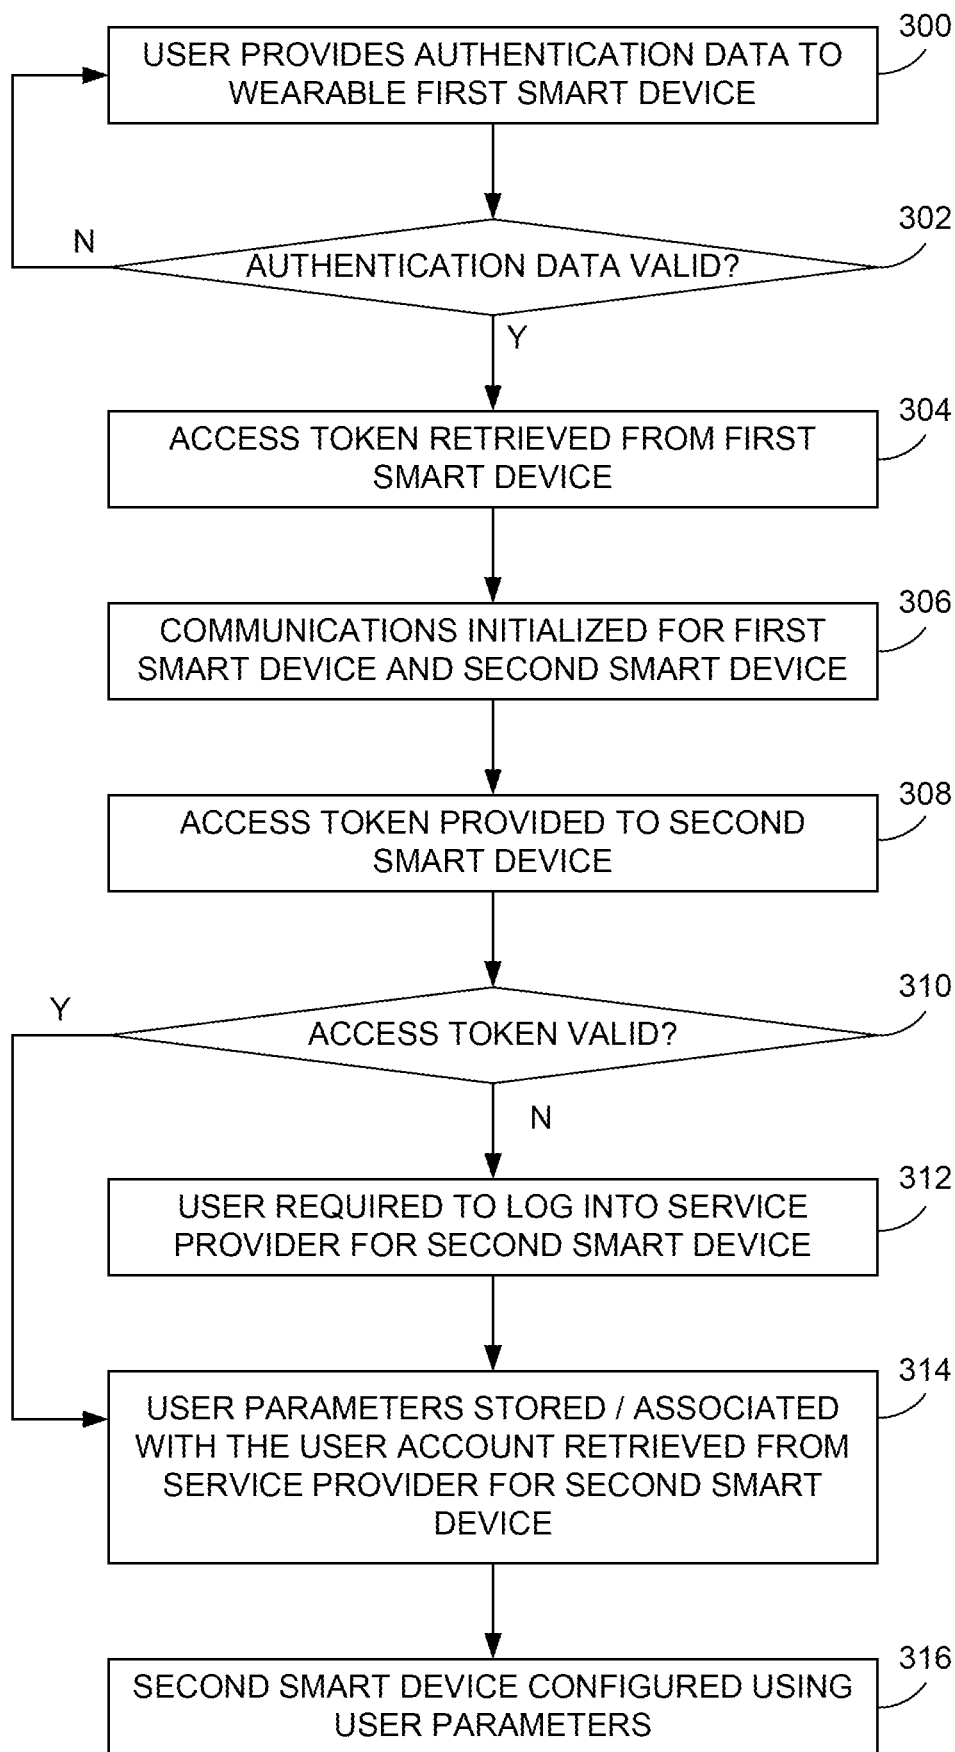 300
USER PROVIDES AUTHENTICATION DATA TO
WEARABLE FIRST SMART DEVICE
302
N
AUTHENTICATION DATA VALID?
Y
304
ACCESS TOKEN RETRIEVED FROM FIRST
SMART DEVICE
306
COMMUNICATIONS INITIALIZED FOR FIRST
SMART DEVICE AND SECOND SMART DEVICE
308
ACCESS TOKEN PROVIDED TO SECOND
SMART DEVICE
310
Y
ACCESS TOKEN VALID?
N
312
USER REQUIRED TO LOG INTO SERVICE
PROVIDER FOR SECOND SMART DEVICE
314
USER PARAMETERS STORED / ASSOCIATED
WITH THE USER ACCOUNT RETRIEVED FROM
SERVICE PROVIDER FOR SECOND SMART
DEVICE
316
SECOND SMART DEVICE CONFIGURED USING
USER PARAMETERS